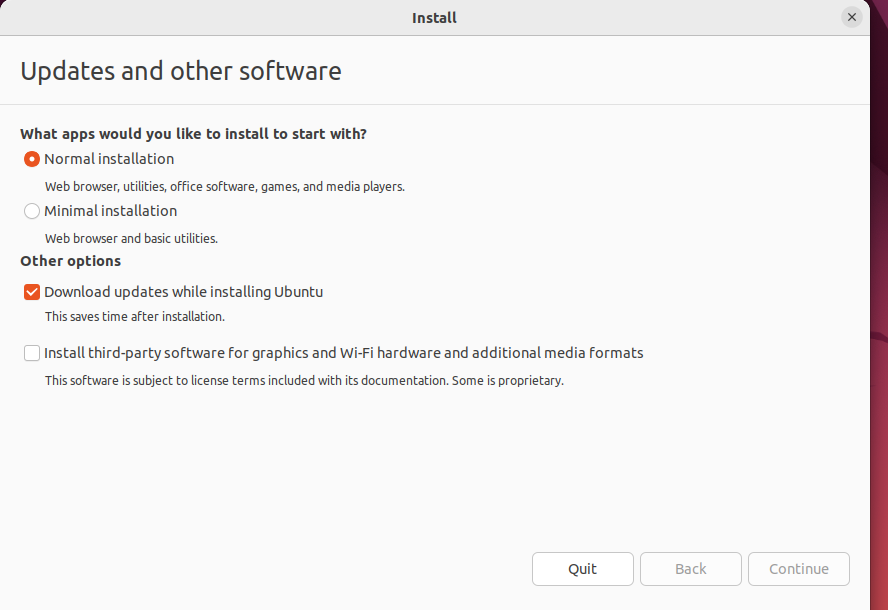 Install
Updates and other software
What apps would you like to install to start with?
Normal installation
Web browser, utilities, office software, games, and media players.
Minimal installation
Web browser and basic utilities.
Other options
Download updates while installing Ubuntu
This saves time after installation.
Install third-party software for graphics and Wi-Fi hardware and additional media formats
This software is subject to license terms included with its documentation. Some is proprietary.
Quit Back Continue